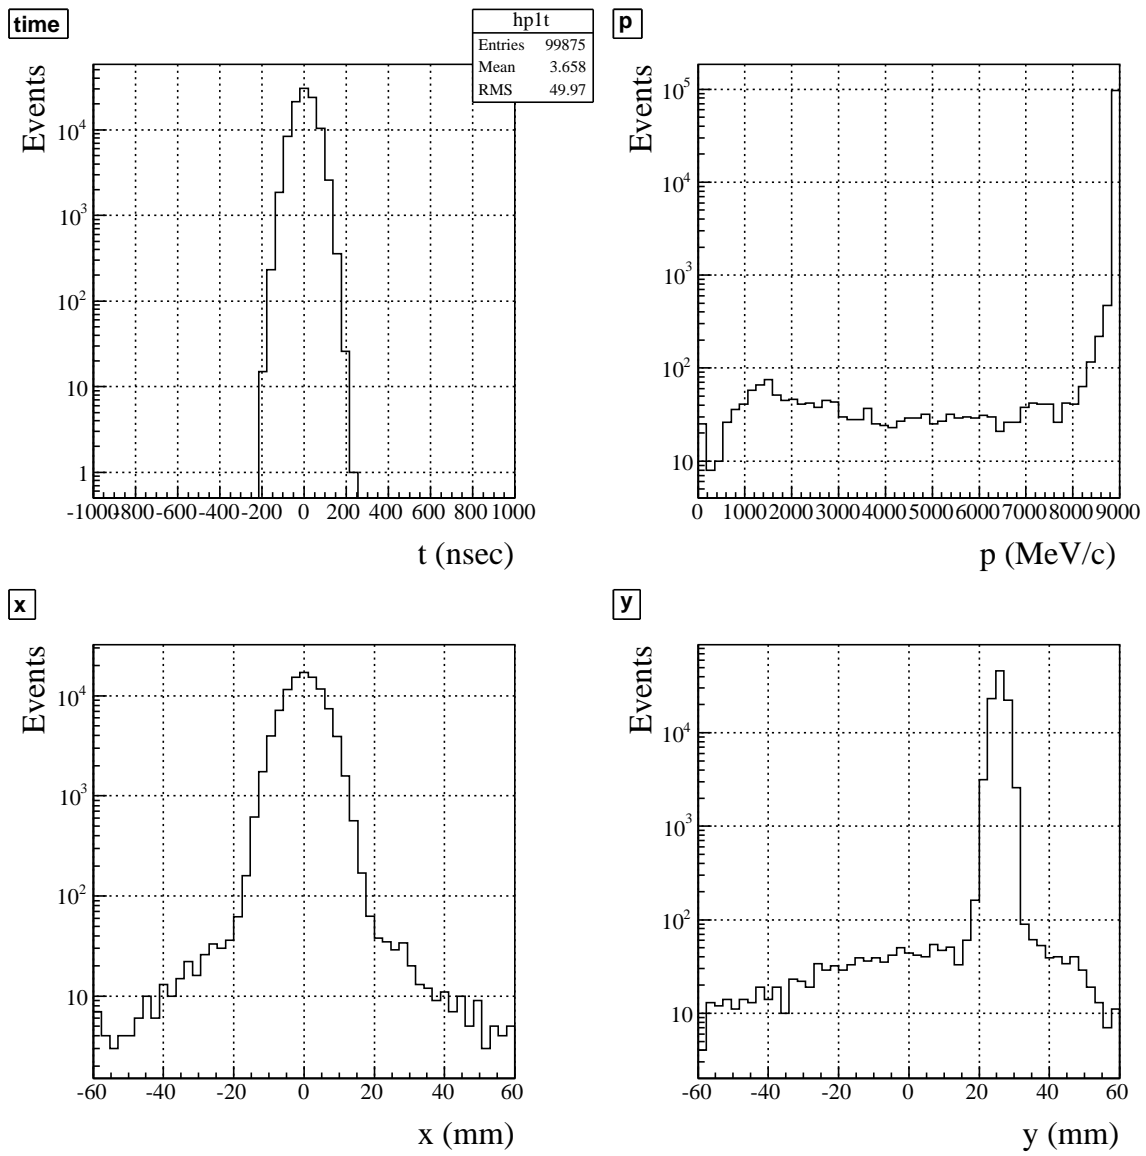 time
hp1t
Entries 99875
Mean 3.658
RMS 49.97
Events
10^4
10^3
10^2
10
1
-1000 -800 -600 -400 -200 0 200 400 600 800 1000
t (nsec)
p
Events
10^5
10^4
10^3
10^2
10
0 1000 2000 3000 4000 5000 6000 7000 8000 9000
p (MeV/c)
x
Events
10^4
10^3
10^2
10
-60 -40 -20 0 20 40 60
x (mm)
y
Events
10^4
10^3
10^2
10
-60 -40 -20 0 20 40 60
y (mm)